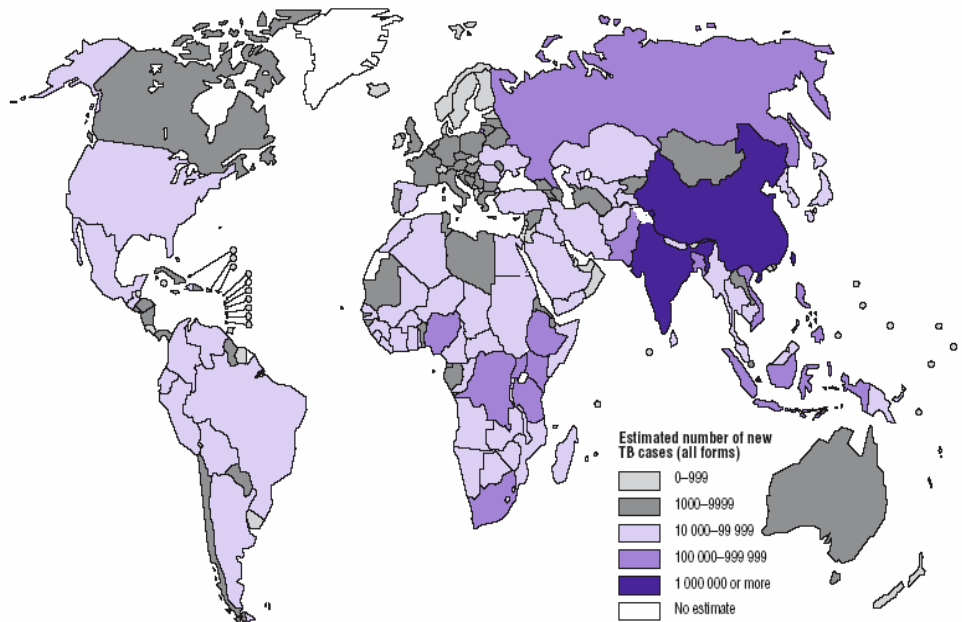 Estimated number of new
TB cases (all forms)
0–999
1000–9999
10 000–99 999
100 000–999 999
1 000 000 or more
No estimate